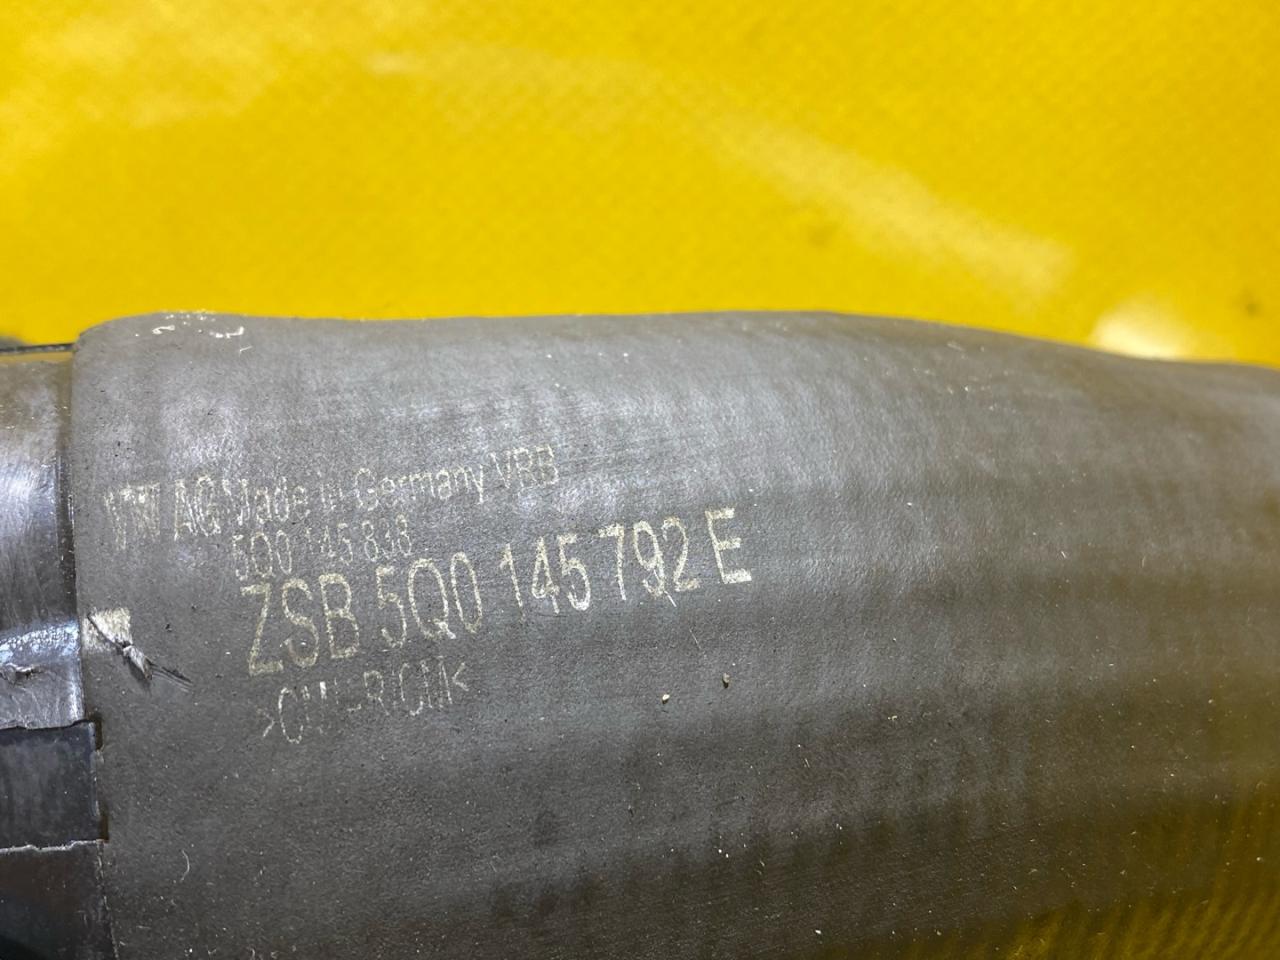 VW AG Made in Germany VRB
5Q0 145 838
ZSB 5Q0 145 792 E